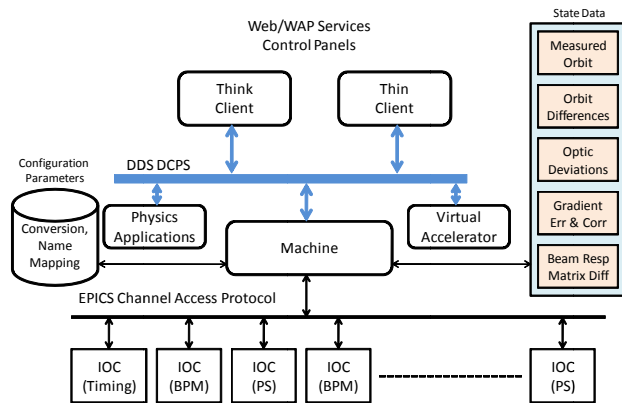 Web/WAP Services
Control Panels
State Data
Measured
Orbit
Orbit
Differences
Optic
Deviations
Gradient
Err & Corr
Beam Resp
Matrix Diff
Think
Client
Thin
Client
DDS DCPS
Configuration
Parameters
Conversion,
Name
Mapping
Physics
Applications
Machine
Virtual
Accelerator
EPICS Channel Access Protocol
IOC
(Timing)
IOC
(BPM)
IOC
(PS)
IOC
(BPM)
IOC
(PS)